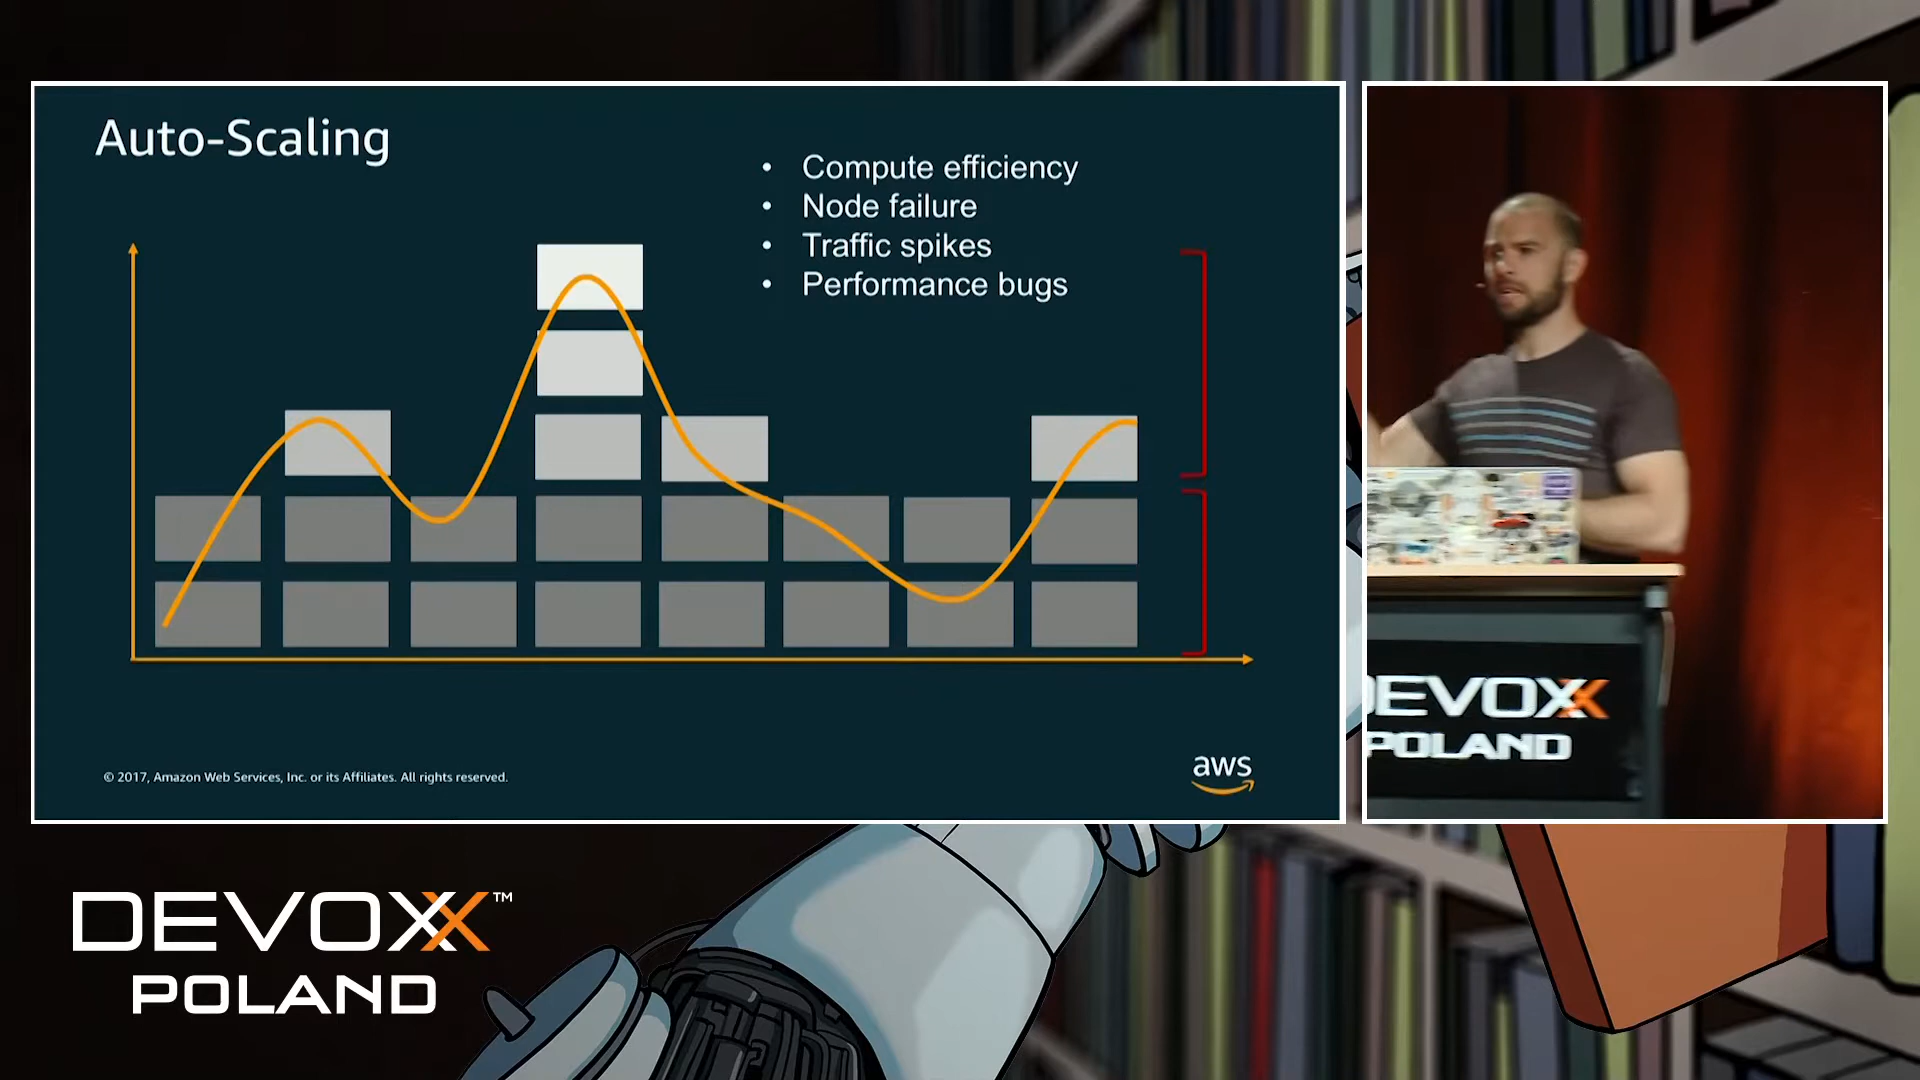 Auto-Scaling
• Compute efficiency
• Node failure
• Traffic spikes
• Performance bugs
© 2017, Amazon Web Services, Inc. or its Affiliates. All rights reserved.
aws
DEVOXX
POLAND
DEVOXX™
POLAND